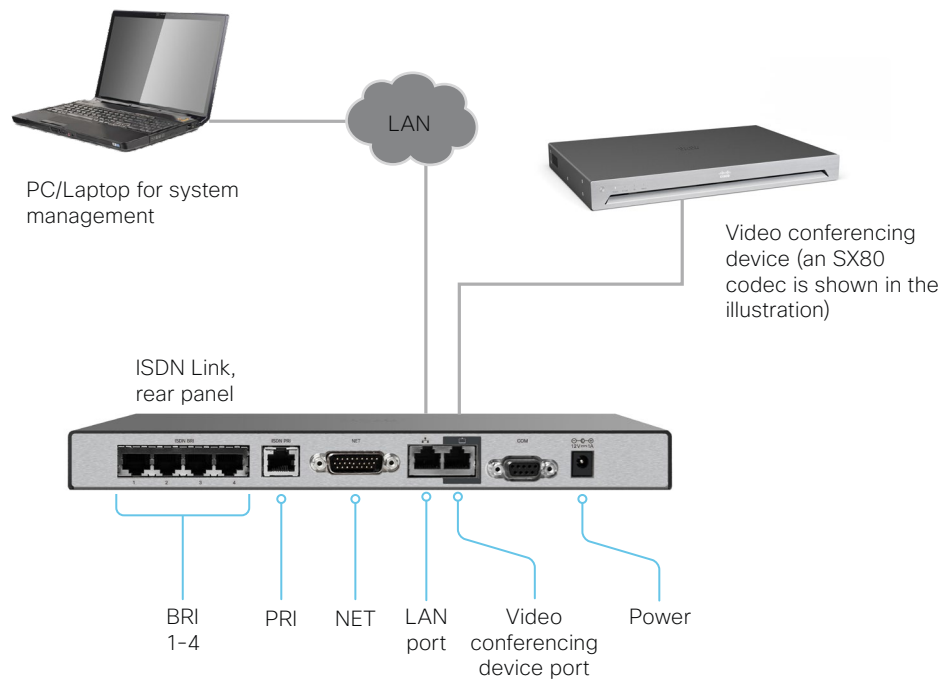 LAN
PC/Laptop for system
management
Video conferencing
device (an SX80
codec is shown in the
illustration)
ISDN Link,
rear panel
ISDN BRI
ISDN PRI
NET
COM
12V 1A
1 2 3 4
BRI
1-4
PRI
NET
LAN
port
Video
conferencing
device port
Power